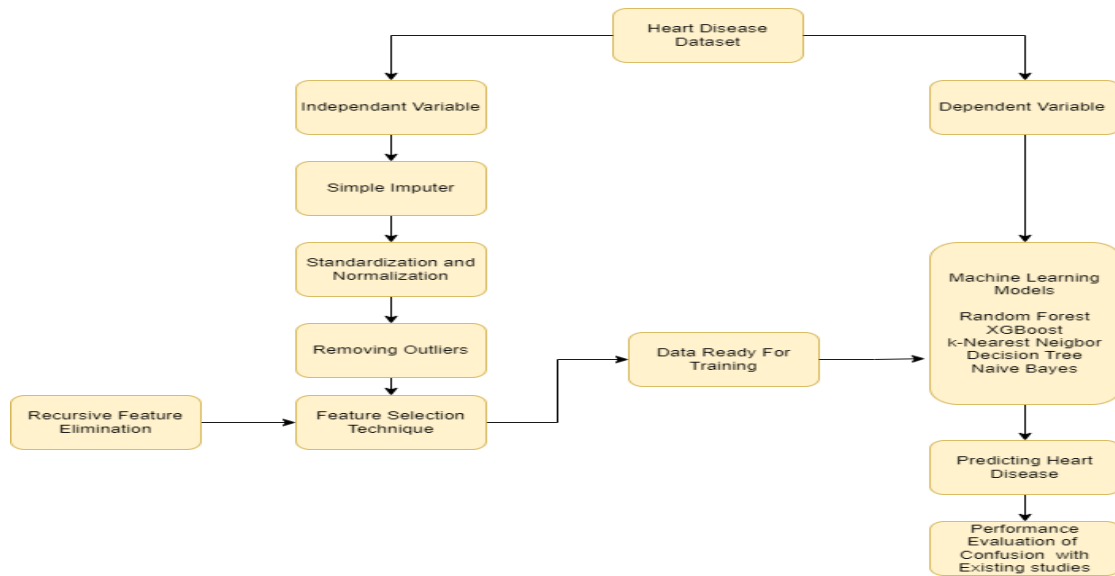 Heart Disease
Dataset
Independant Variable
Dependent Variable
Simple Imputer
Standardization and
Normalization
Removing Outliers
Recursive Feature
Elimination
Feature Selection
Technique
Data Ready For
Training
Machine Learning
Models
Random Forest
XGBoost
k-Nearest Neigbor
Decision Tree
Naive Bayes
Predicting Heart
Disease
Performance
Evaluation of
Confusion with
Existing studies